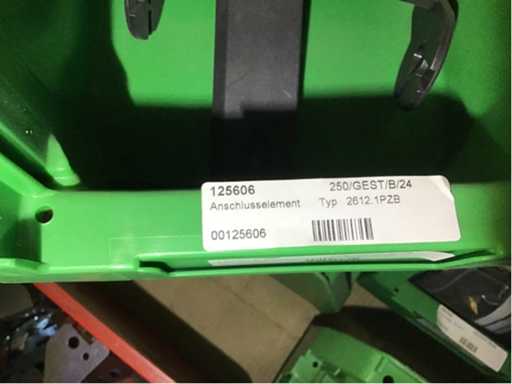 125606 250/GEST/B/24
Anschlusselement Typ 2612.1PZB
00125606